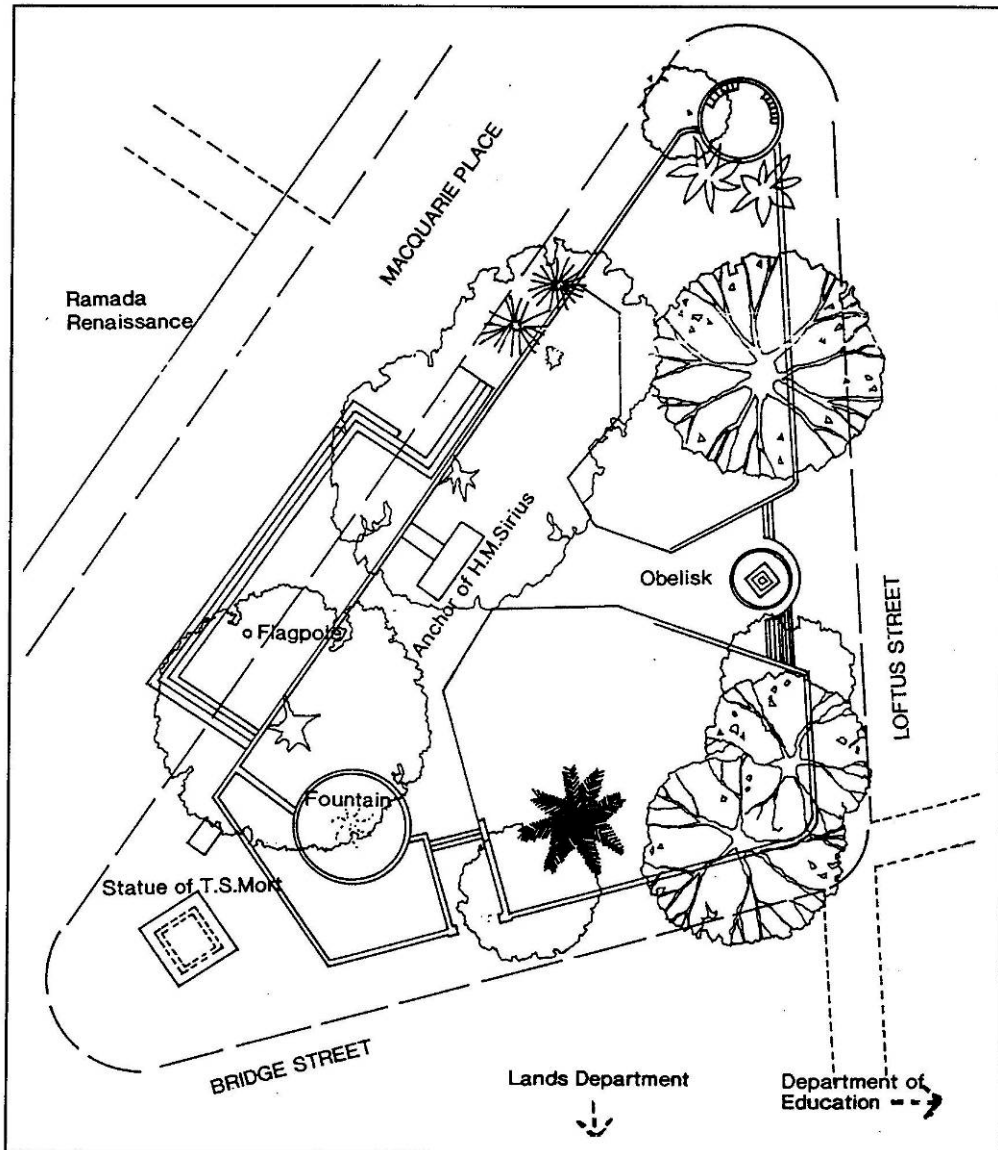 MACQUARIE PLACE
Ramada
Renaissance
Anchor of H.M.Sirius
Obelisk
Flagpole
LOFTUS STREET
Fountain
Statue of T.S.Mort
BRIDGE STREET
Lands Department
Department of
Education